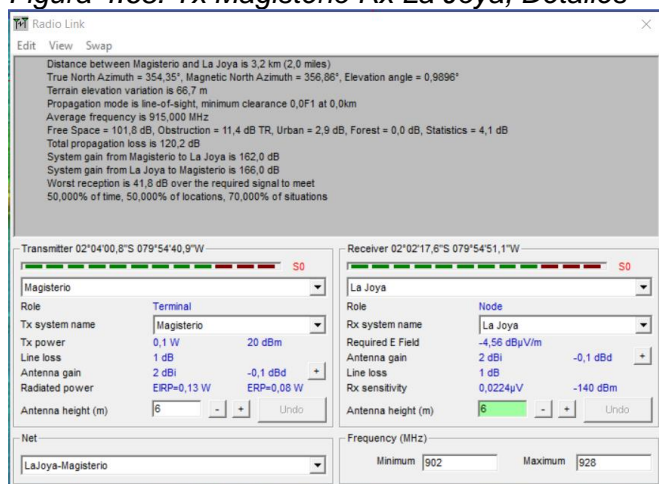 Figura 4.63: Tx Magisterio Rx La Joya, Detalles
Radio Link
Edit View Swap
Distance between Magisterio and La Joya is 3,2 km (2,0 miles)
True North Azimuth = 354,35°, Magnetic North Azimuth = 356,86°, Elevation angle = 0,9896°
Terrain elevation variation is 66,7 m
Propagation mode is line-of-sight, minimum clearance 0,0F1 at 0,0km
Average frequency is 915,000 MHz
Free Space = 101,8 dB, Obstruction = 11,4 dB TR, Urban = 2,9 dB, Forest = 0,0 dB, Statistics = 4,1 dB
Total propagation loss is 120,2 dB
System gain from Magisterio to La Joya is 162,0 dB
System gain from La Joya to Magisterio is 166,0 dB
Worst reception is 41,8 dB over the required signal to meet
50,000% of time, 50,000% of locations, 70,000% of situations
Transmitter 02°04'00,8"S 079°54'40,9"W
S0
Magisterio
Role Terminal
Tx system name Magisterio
Tx power 0,1 W 20 dBm
Line loss 1 dB
Antenna gain 2 dBi -0,1 dBd +
Radiated power EIRP=0,13 W ERP=0,08 W
Antenna height (m) 6 - + Undo
Receiver 02°02'17,6"S 079°54'51,1"W
S0
La Joya
Role Node
Rx system name La Joya
Required E Field -4,56 dBµV/m
Antenna gain 2 dBi -0,1 dBd +
Line loss 1 dB
Rx sensitivity 0,0224µV -140 dBm
Antenna height (m) 6 - + Undo
Net
LaJoya-Magisterio
Frequency (MHz)
Minimum 902 Maximum 928